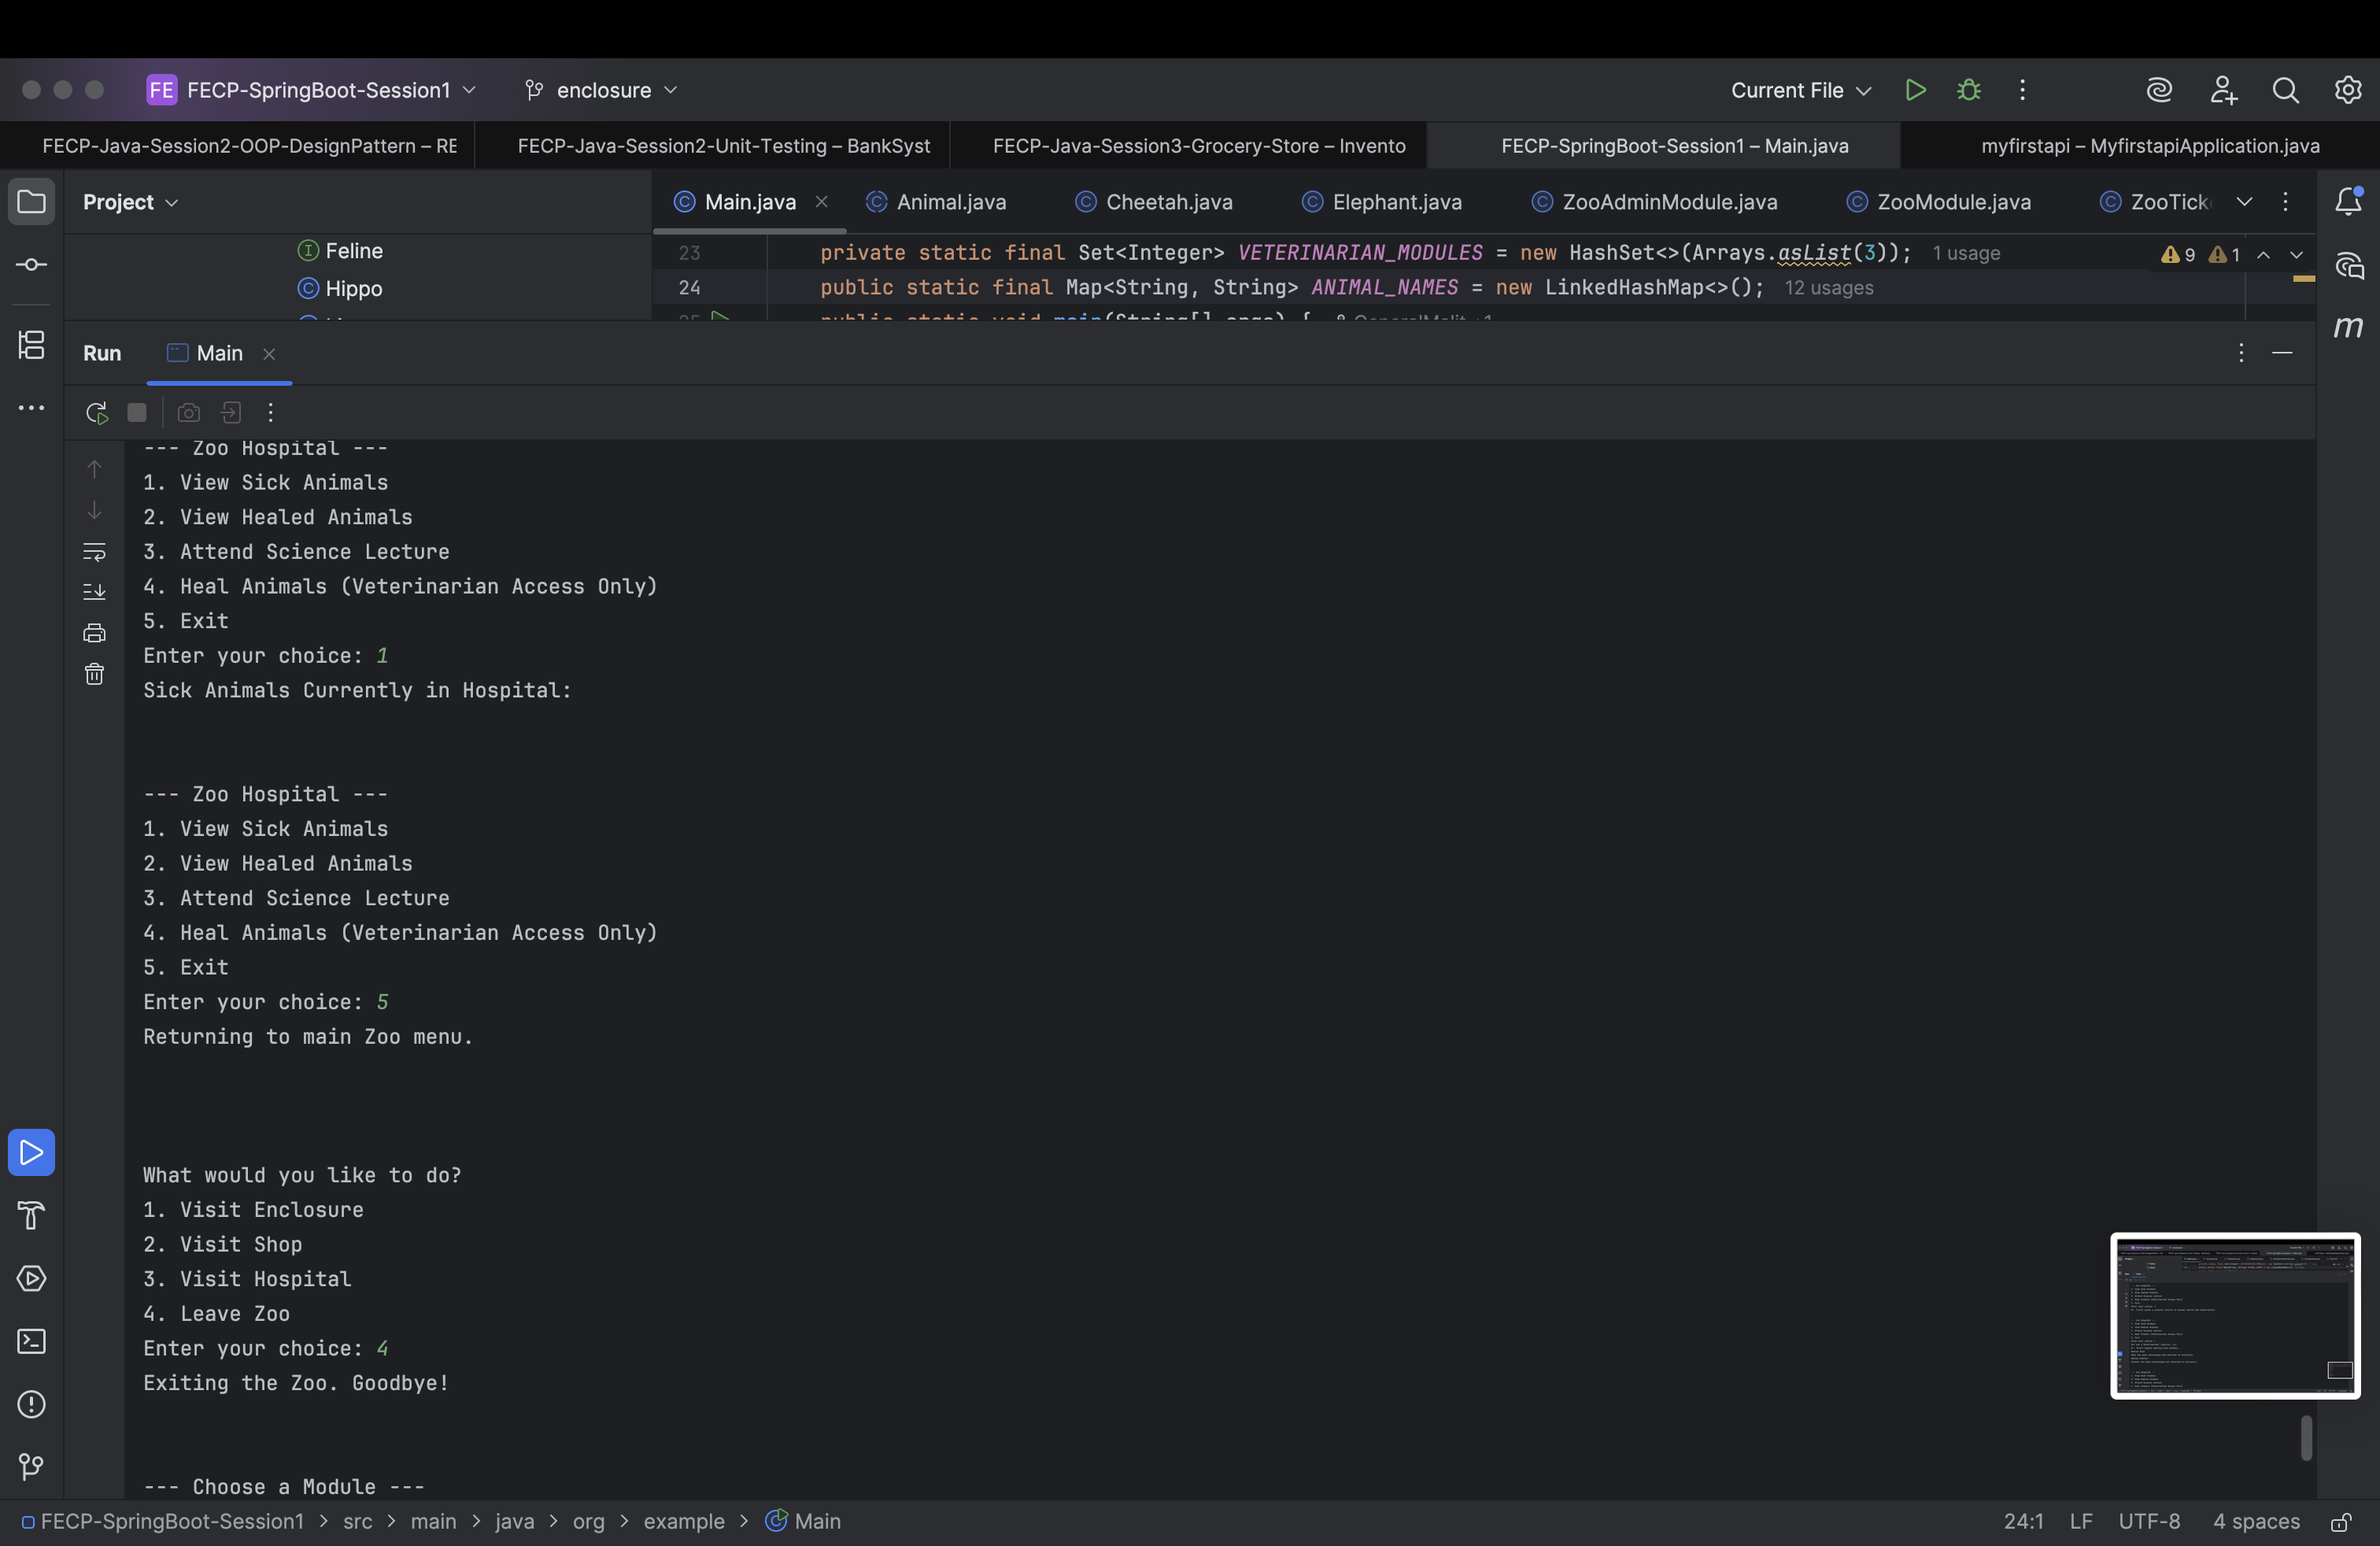 FE FECP-SpringBoot-Session1 enclosure Current File
FECP-Java-Session2-OOP-DesignPattern – RE FECP-Java-Session2-Unit-Testing – BankSyst FECP-Java-Session3-Grocery-Store – Invento FECP-SpringBoot-Session1 – Main.java myfirstapi – MyfirstapiApplication.java
Project Main.java Animal.java Cheetah.java Elephant.java ZooAdminModule.java ZooModule.java ZooTick
Feline
Hippo
23 private static final Set<Integer> VETERINARIAN_MODULES = new HashSet<>(Arrays.asList(3)); 1 usage 9 1
24 public static final Map<String, String> ANIMAL_NAMES = new LinkedHashMap<>(); 12 usages
public static void main(String[] args) {
m
Run Main
--- Zoo Hospital ---
1. View Sick Animals
2. View Healed Animals
3. Attend Science Lecture
4. Heal Animals (Veterinarian Access Only)
5. Exit
Enter your choice: 1
Sick Animals Currently in Hospital:
--- Zoo Hospital ---
1. View Sick Animals
2. View Healed Animals
3. Attend Science Lecture
4. Heal Animals (Veterinarian Access Only)
5. Exit
Enter your choice: 5
Returning to main Zoo menu.
What would you like to do?
1. Visit Enclosure
2. Visit Shop
3. Visit Hospital
4. Leave Zoo
Enter your choice: 4
Exiting the Zoo. Goodbye!
--- Choose a Module ---
FECP-SpringBoot-Session1 > src > main > java > org > example > Main 24:1 LF UTF-8 4 spaces